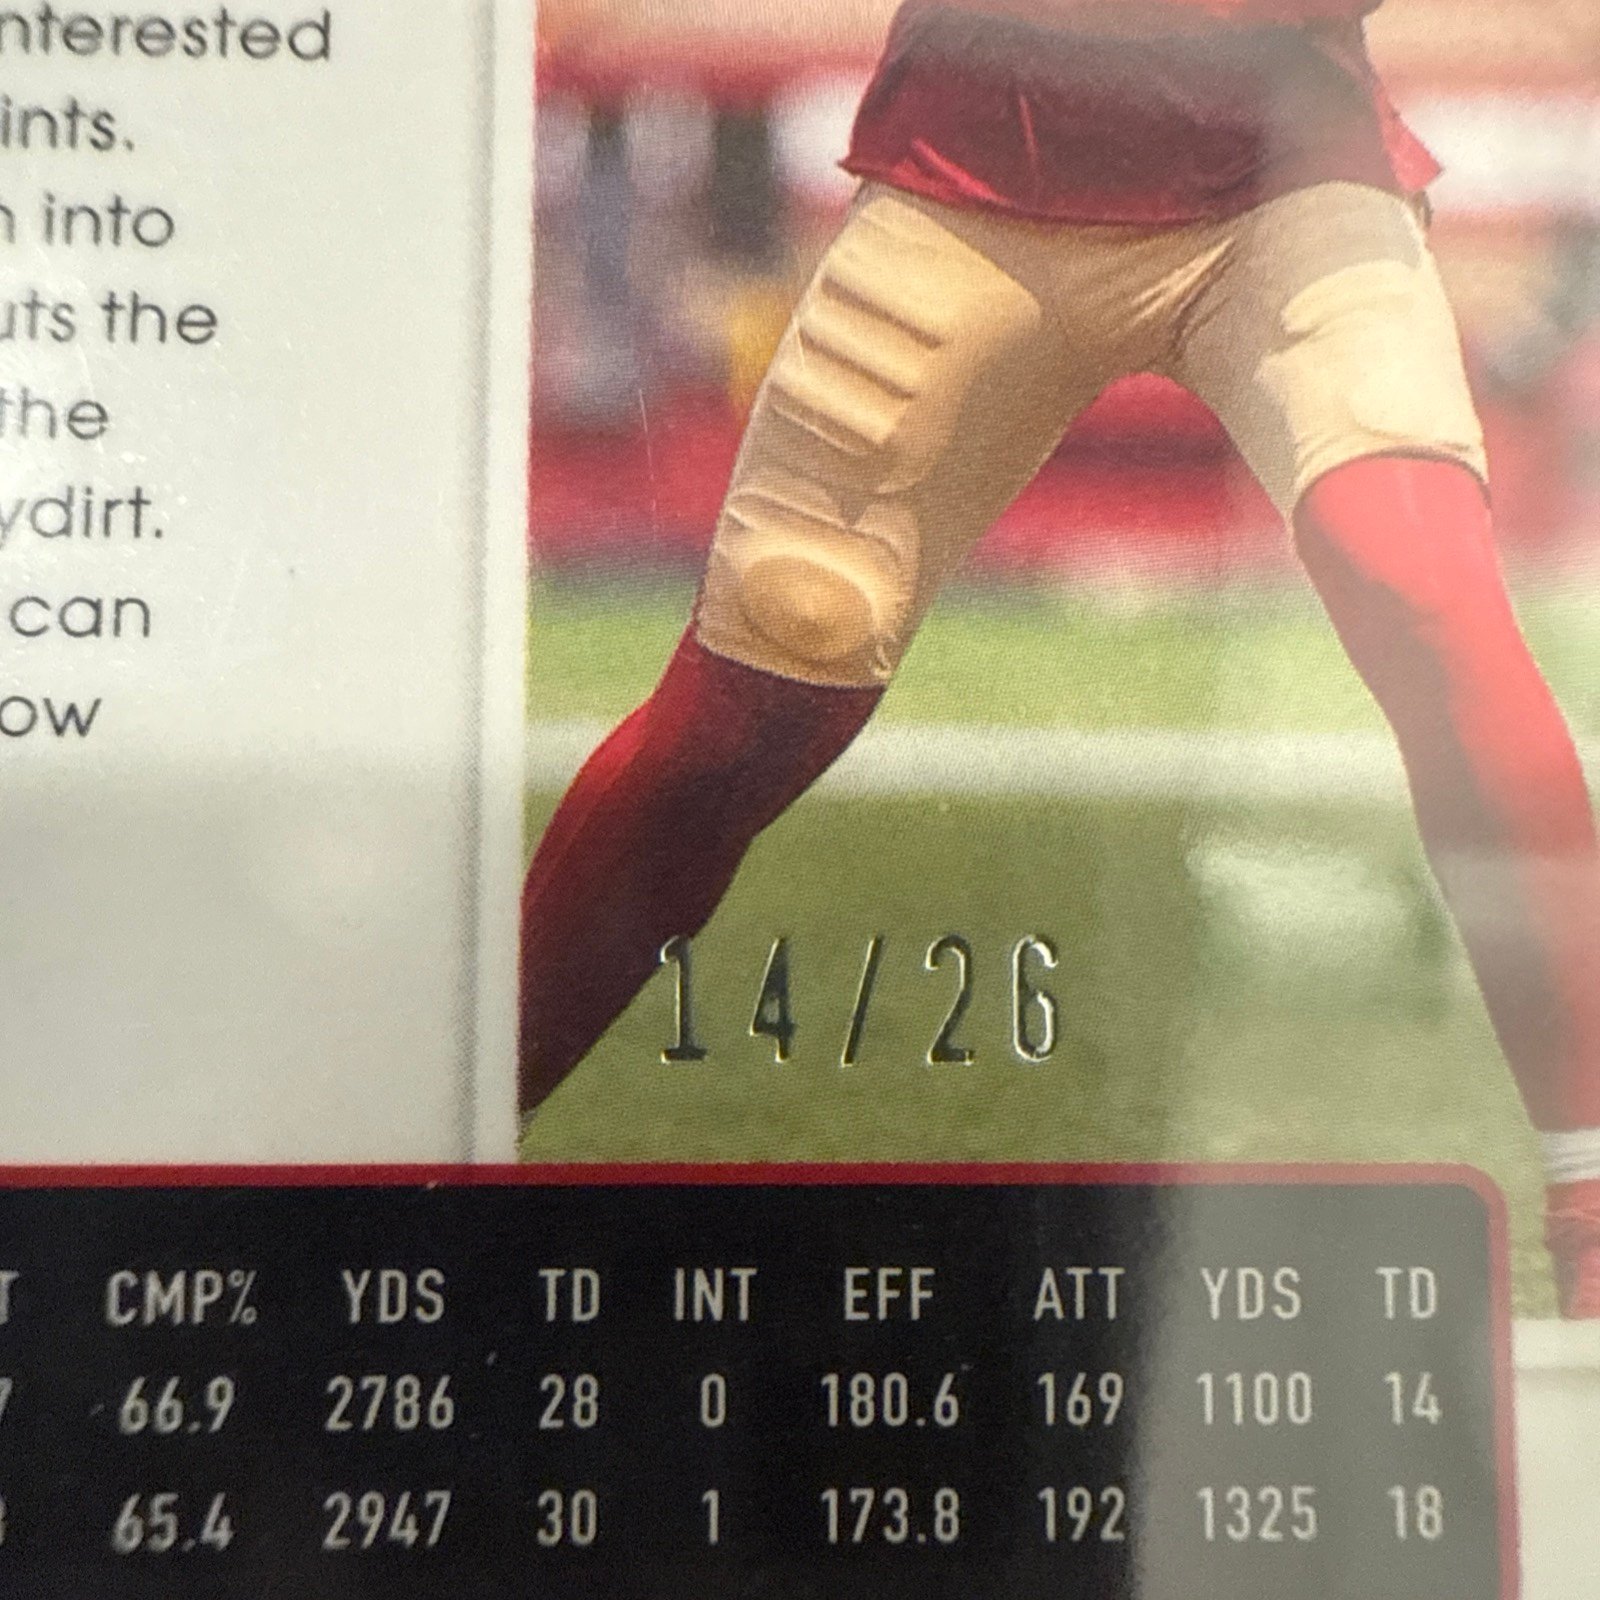 nterested
ints.
into
uts the
the
ydirt.
can
ow
14/26
CMP% YDS TD INT EFF ATT YDS TD
66.9 2786 28 0 180.6 169 1100 14
65.4 2947 30 1 173.8 192 1325 18